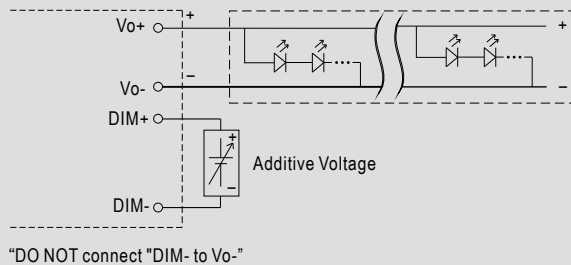 Vo+
+
+
Vo-
−
−
DIM+
+
Additive Voltage
−
DIM-
“DO NOT connect "DIM- to Vo-”